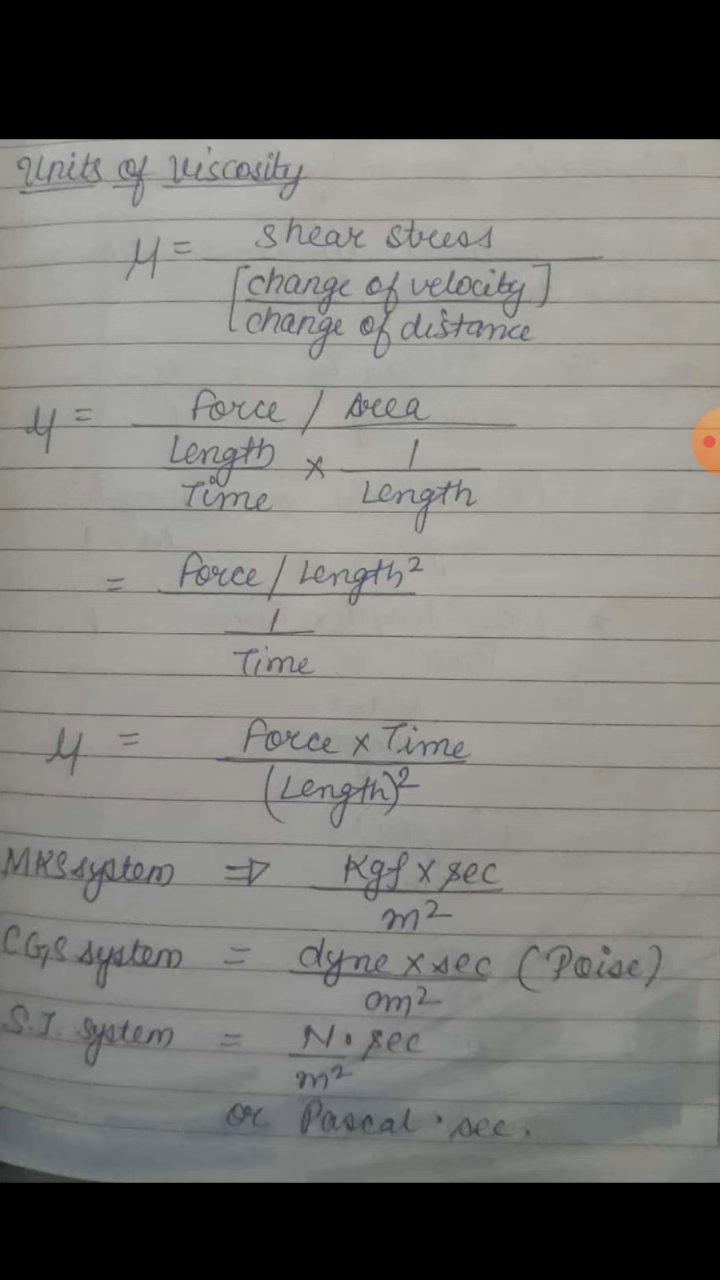 Units of Viscosity
μ = shear stress
[change of velocity]
change of distance
μ = Force / Area
Length × 1
Time Length
= Force / Length²
1
Time
μ = Force × Time
(Length)²
MKS system ⇒ Kgf × sec
m²
CGS system = dyne × sec (Poise)
cm²
S.I. system = N · sec
m²
or Pascal · sec.